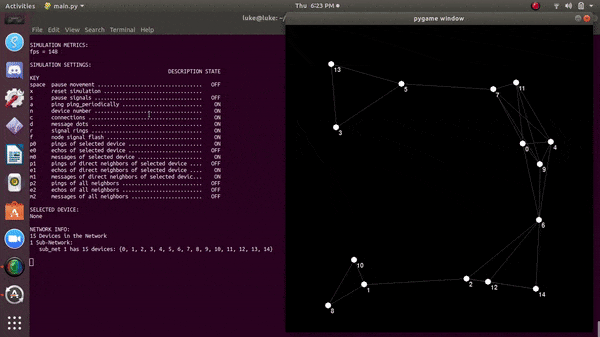 Activities
main.py ▾
Thu 6:23 PM
luke@luke: ~/
pygame window
File Edit View Search Terminal Help
SIMULATION METRICS:
fps = 148
SIMULATION SETTINGS:
DESCRIPTION STATE
KEY
space pause movement .................................. OFF
x reset simulation
s pause signals ................................... OFF
a ping ping_periodically .......................... ON
n device number ................................... ON
c connections ..................................... ON
d message dots .................................... ON
r signal rings .................................... ON
f node signal flash ............................... ON
p0 pings of selected device ........................ ON
e0 echos of selected device ........................ OFF
m0 messages of selected device ..................... ON
p1 pings of direct neighbors of selected device .... OFF
e1 echos of direct neighbors of selected device .... ON
m1 messages of direct neighbors of selected device . ON
p2 pings of all neighbors .......................... OFF
e2 echos of all neighbors .......................... OFF
m2 messages of all neighbors ....................... ON
SELECTED DEVICE:
None
NETWORK INFO:
15 Devices in the Network
1 Sub-Network:
sub_net 1 has 15 devices: {0, 1, 2, 3, 4, 5, 6, 7, 8, 9, 10, 11, 12, 13, 14}
13
5
7
11
3
0
4
9
6
10
1
8
2
12
14